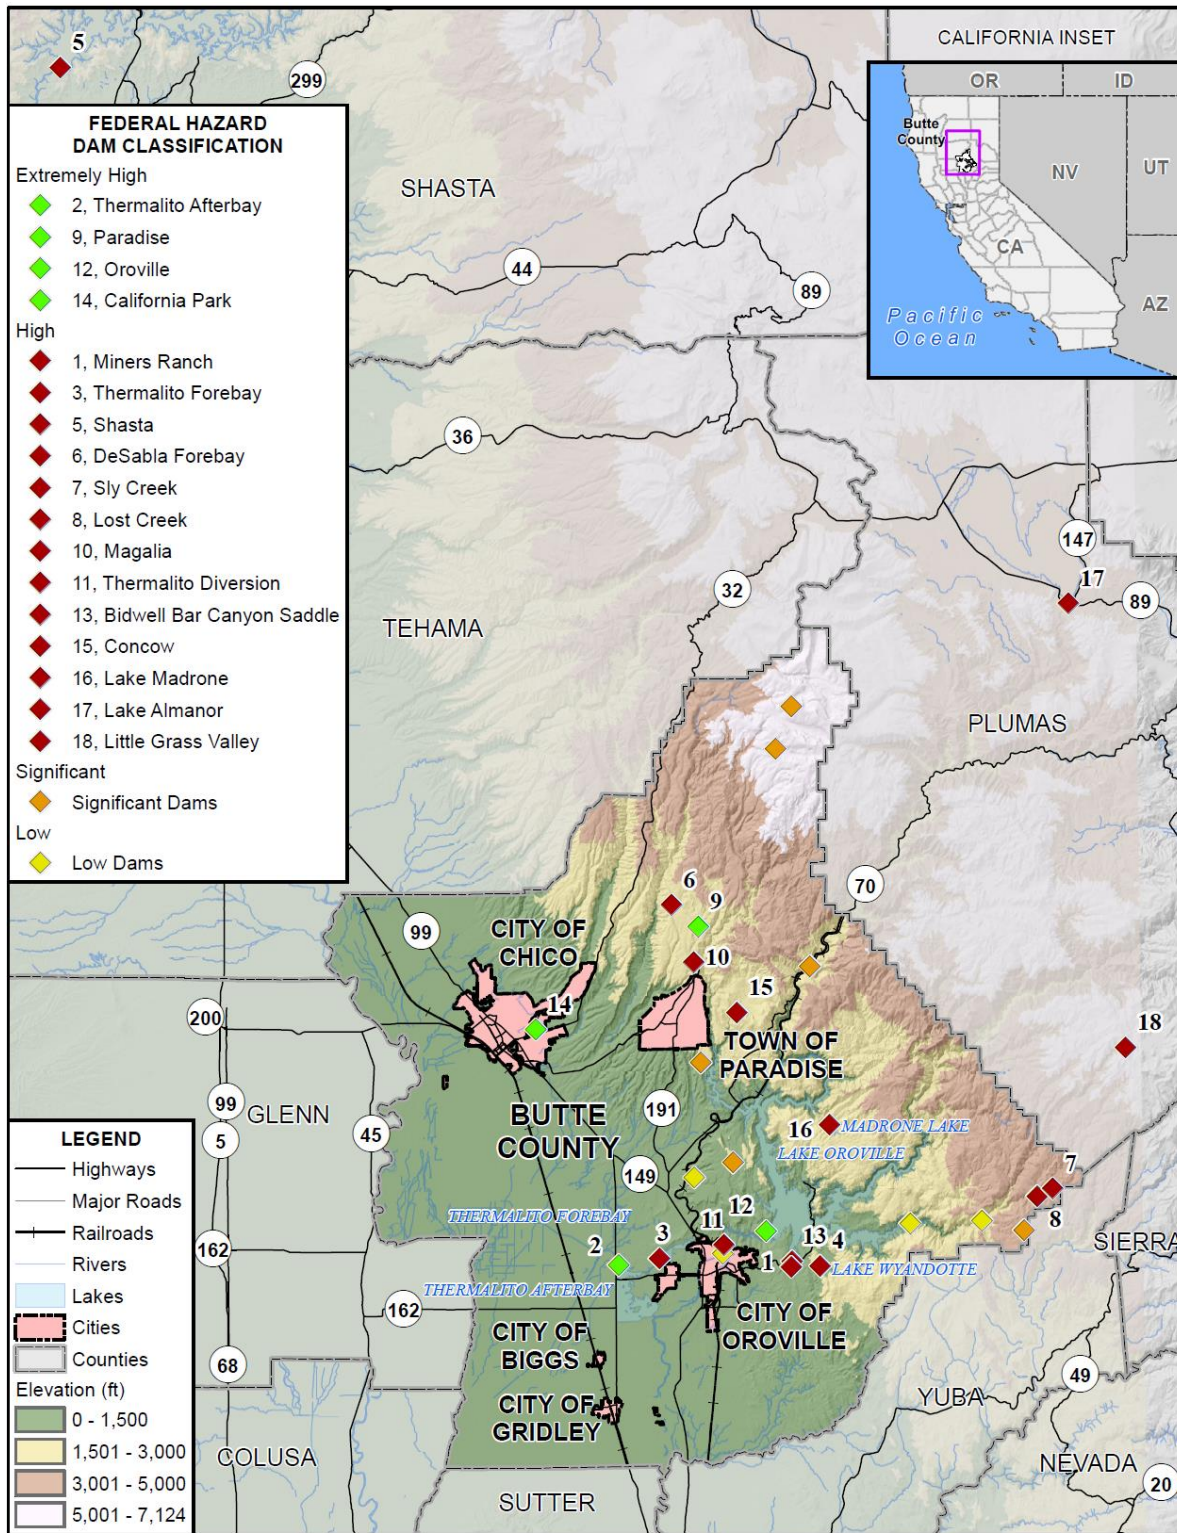 5
299
CALIFORNIA INSET
OR
ID
Butte
County
NV
UT
CA
AZ
Pacific
Ocean
FEDERAL HAZARD
DAM CLASSIFICATION
Extremely High
2, Thermalito Afterbay
9, Paradise
12, Oroville
14, California Park
High
1, Miners Ranch
3, Thermalito Forebay
5, Shasta
6, DeSabla Forebay
7, Sly Creek
8, Lost Creek
10, Magalia
11, Thermalito Diversion
13, Bidwell Bar Canyon Saddle
15, Concow
16, Lake Madrone
17, Lake Almanor
18, Little Grass Valley
Significant
Significant Dams
Low
Low Dams
SHASTA
44
89
36
147
17
89
32
TEHAMA
PLUMAS
70
6
9
99
CITY OF
CHICO
10
14
15
200
18
TOWN OF
PARADISE
99
GLENN
5
45
BUTTE
COUNTY
191
16
MADRONE LAKE
LAKE OROVILLE
149
7
THERMALITO FOREBAY
12
11
8
162
2
3
13
4
1
SIERRA
LAKE WYANDOTTE
THERMALITO AFTERBAY
162
CITY OF
OROVILLE
CITY OF
BIGGS
68
49
CITY OF
GRIDLEY
YUBA
COLUSA
NEVADA
20
SUTTER
LEGEND
Highways
Major Roads
Railroads
Rivers
Lakes
Cities
Counties
Elevation (ft)
0 - 1,500
1,501 - 3,000
3,001 - 5,000
5,001 - 7,124